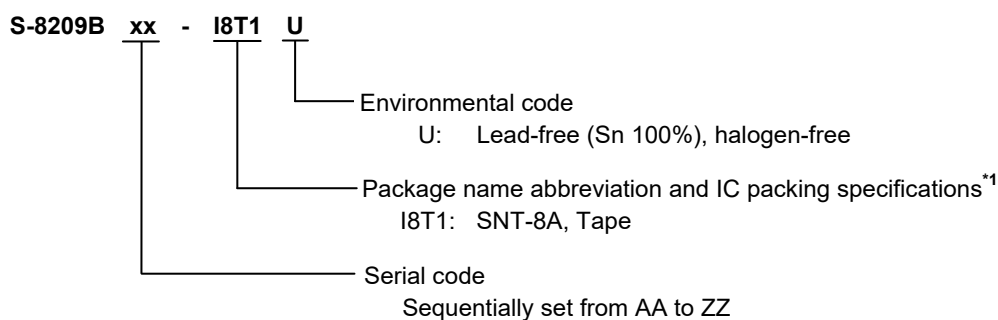 S-8209B xx - I8T1 U
Environmental code
U: Lead-free (Sn 100%), halogen-free
Package name abbreviation and IC packing specifications*1
I8T1: SNT-8A, Tape
Serial code
Sequentially set from AA to ZZ